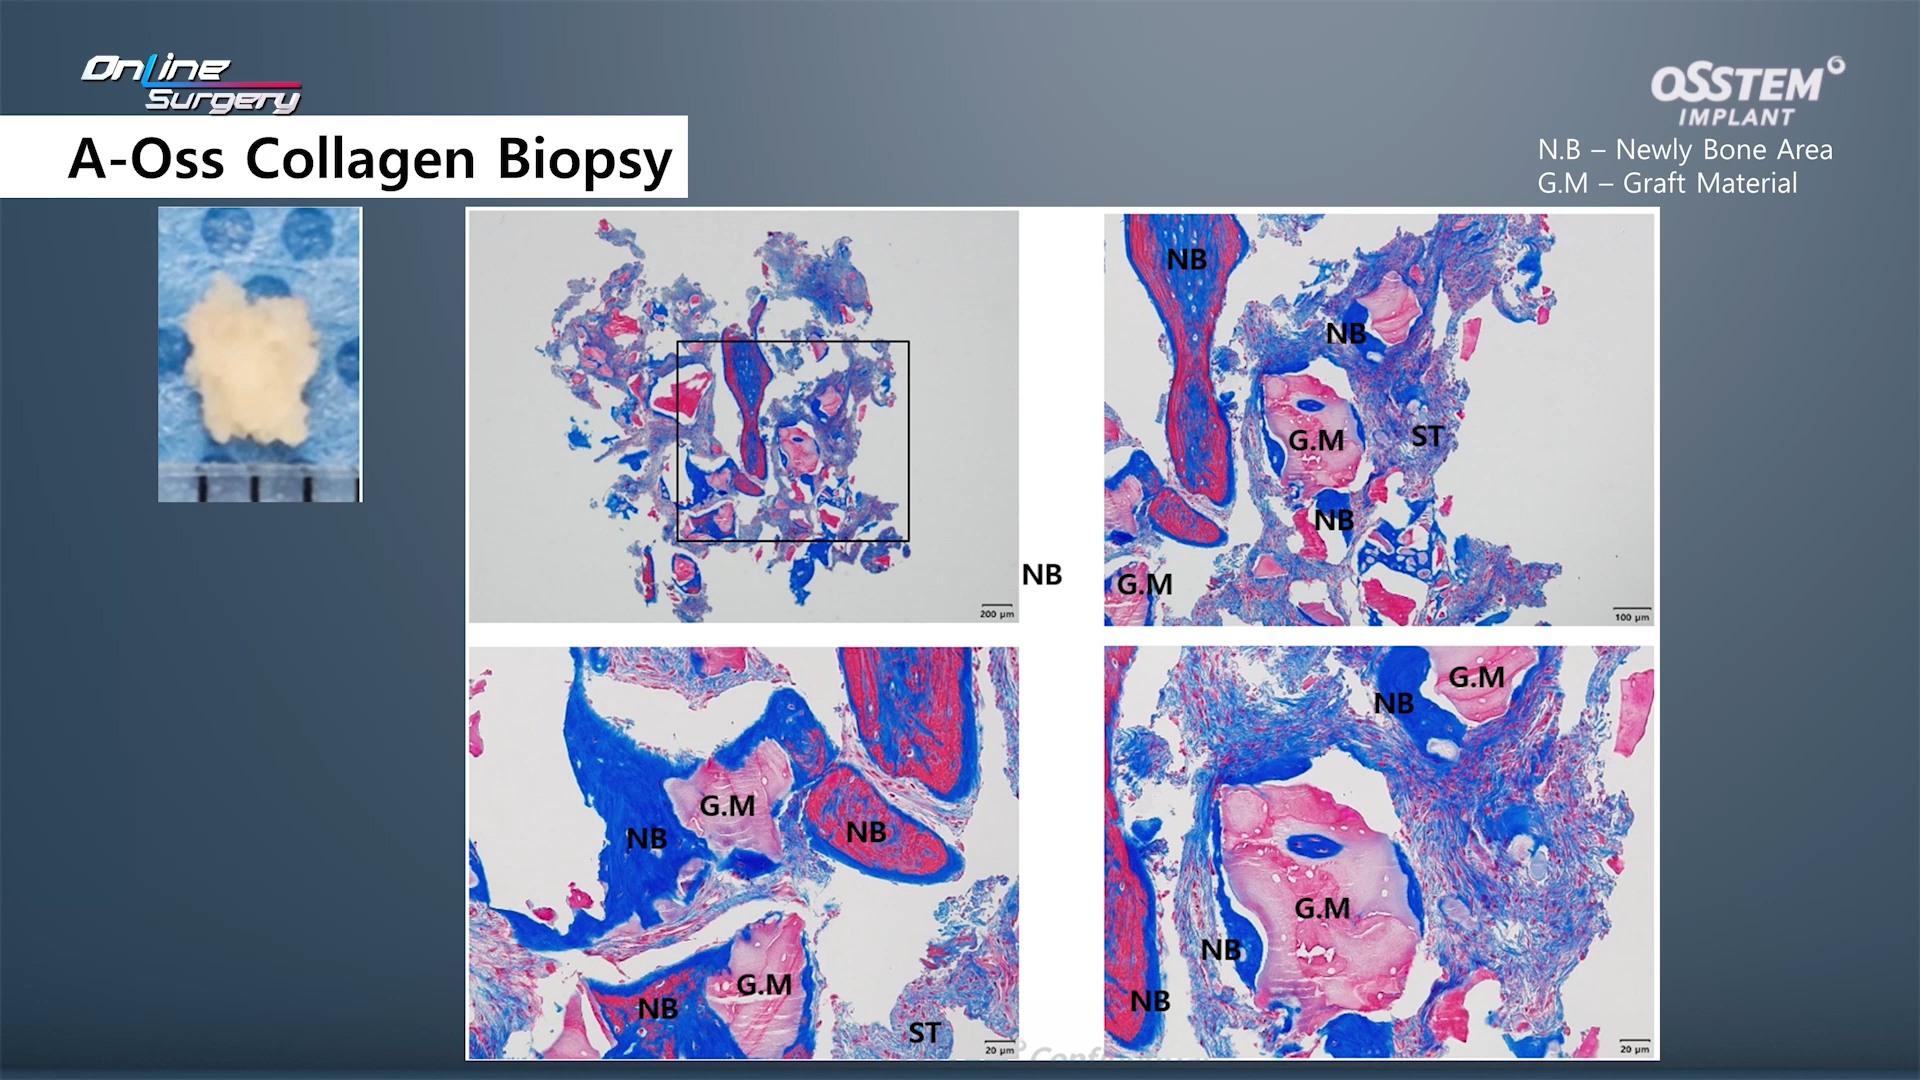 OnLine
Surgery
OSSTEM
IMPLANT
A-Oss Collagen Biopsy
N.B – Newly Bone Area
G.M – Graft Material
200 µm
NB
NB
NB
G.M
ST
NB
G.M
100 µm
G.M
NB
NB
G.M
NB
ST
20 µm
G.M
NB
G.M
NB
NB
20 µm